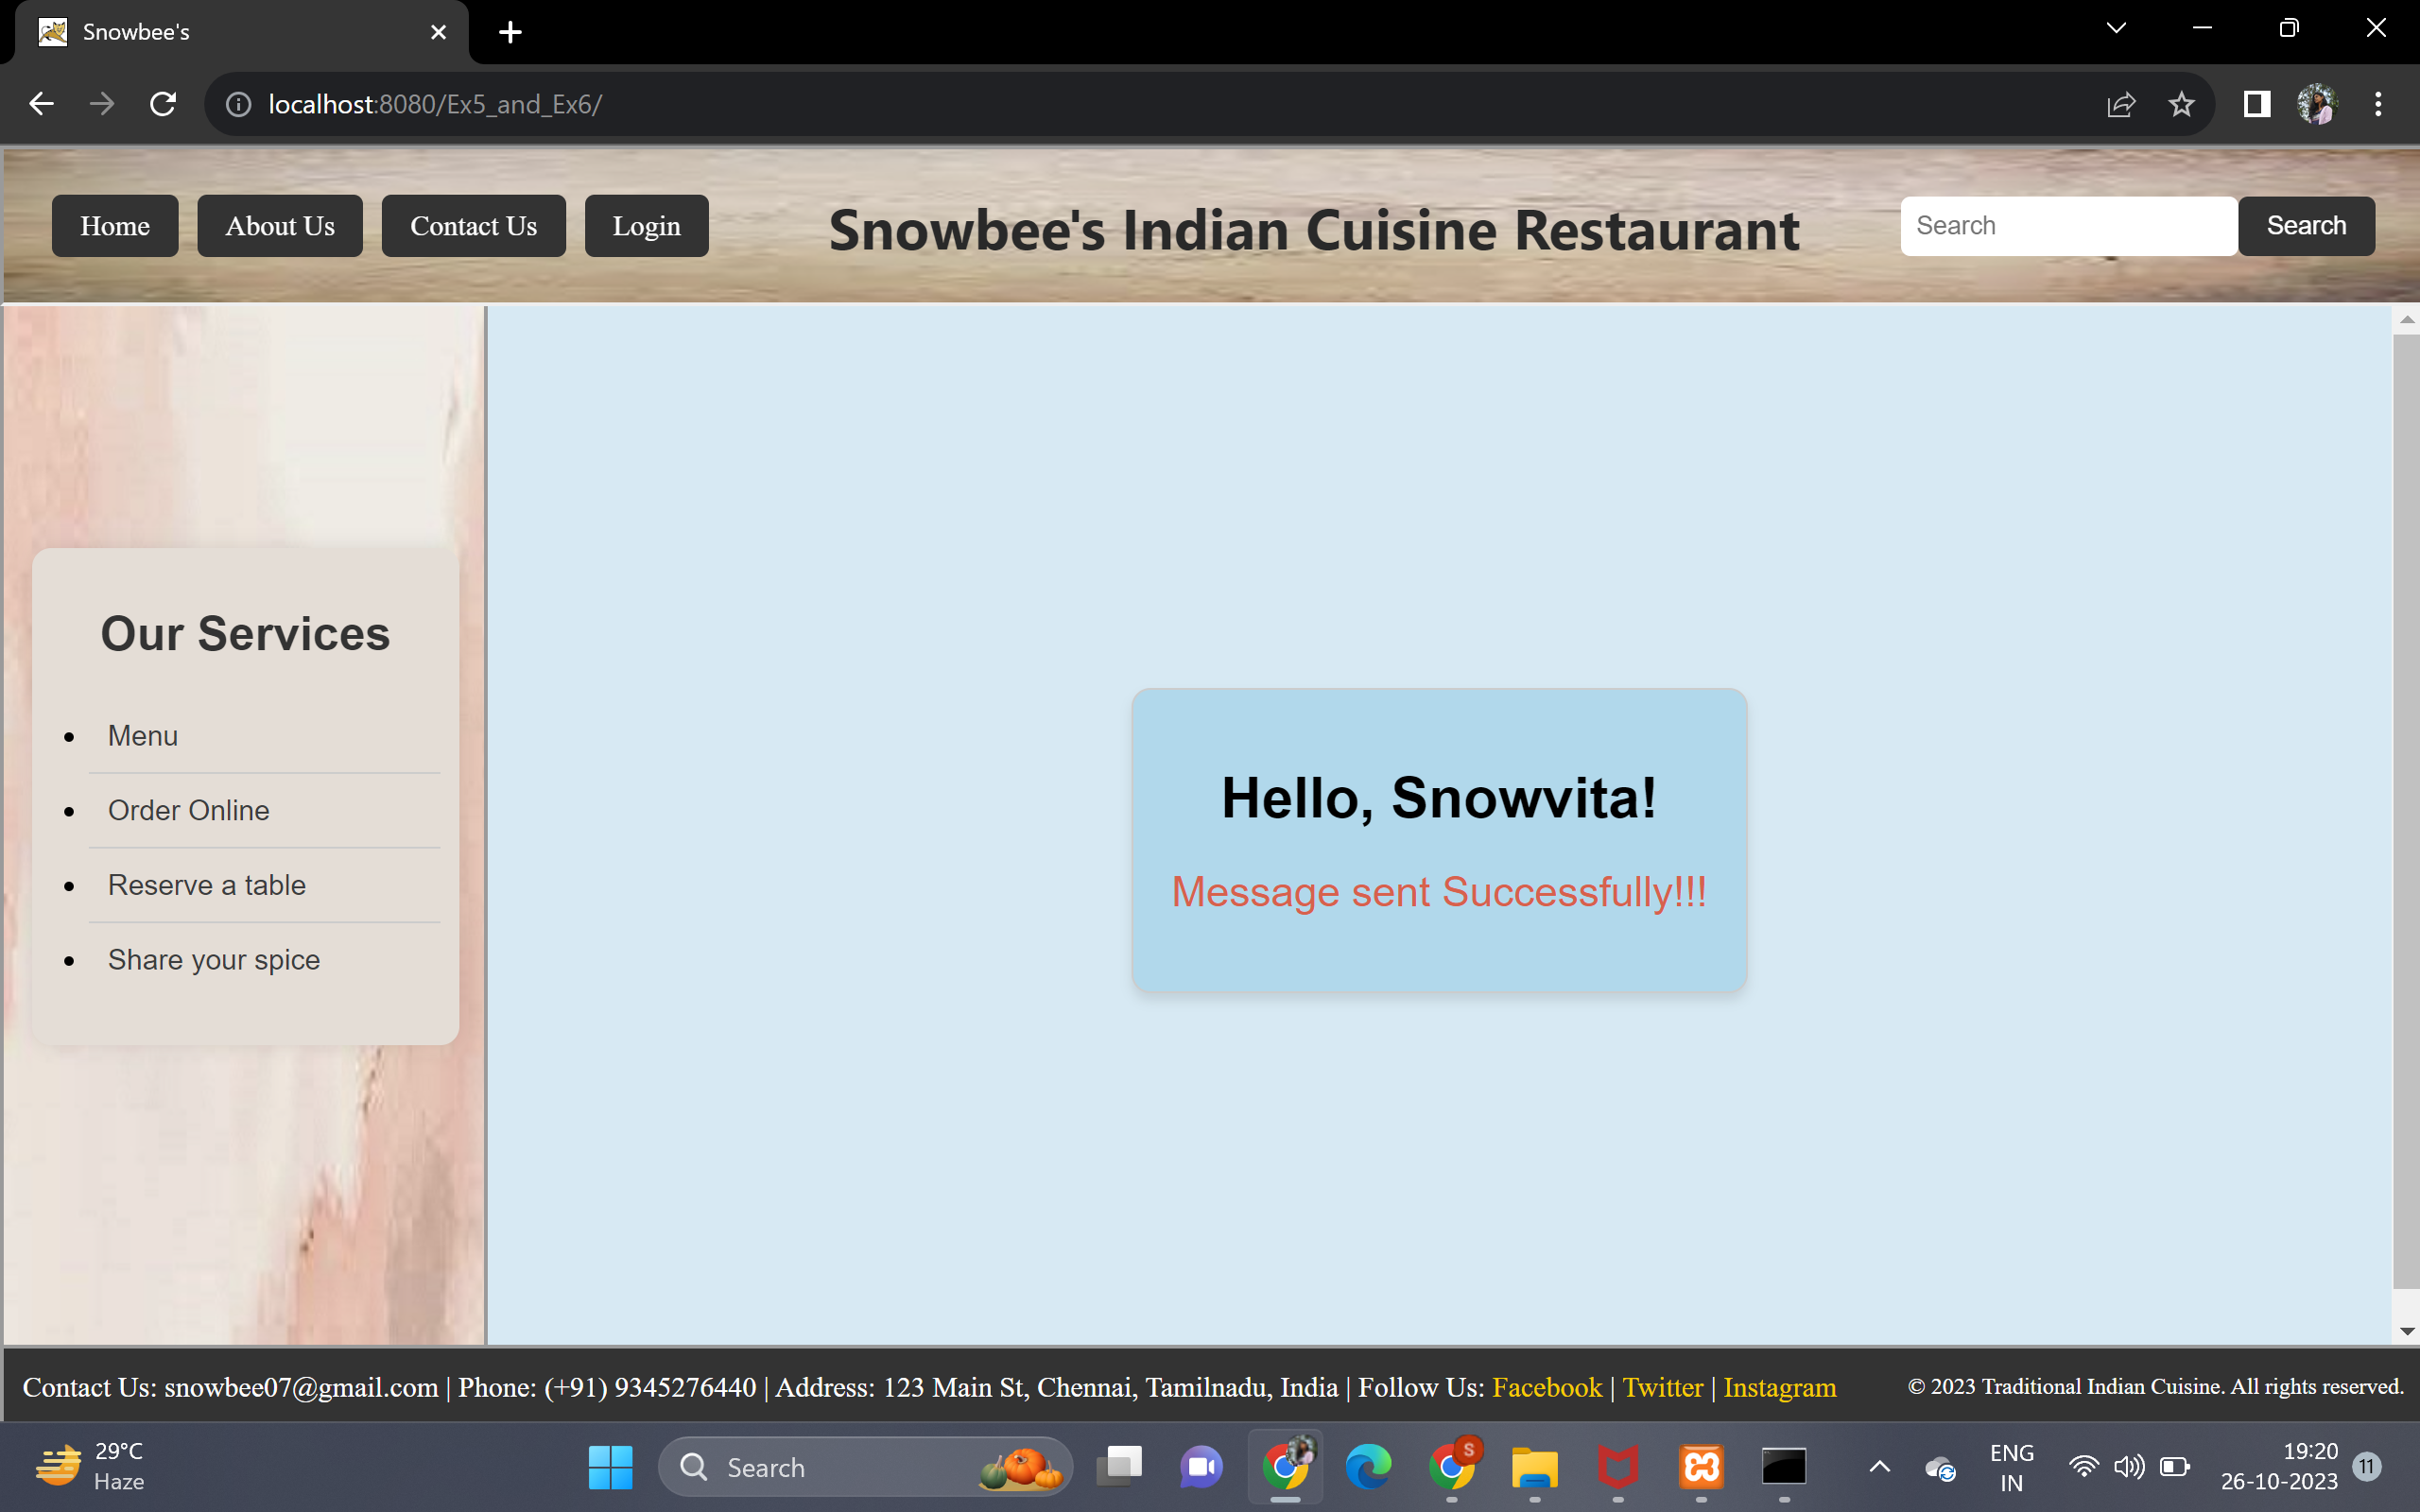 Snowbee's
localhost:8080/Ex5_and_Ex6/
Home About Us Contact Us Login Snowbee's Indian Cuisine Restaurant Search Search
Our Services
Menu
Order Online
Reserve a table
Share your spice
Hello, Snowvita!
Message sent Successfully!!!
Contact Us: snowbee07@gmail.com | Phone: (+91) 9345276440 | Address: 123 Main St, Chennai, Tamilnadu, India | Follow Us: Facebook | Twitter | Instagram © 2023 Traditional Indian Cuisine. All rights reserved.
29°C
Haze
Search
S
ENG
IN
19:20
26-10-2023
11